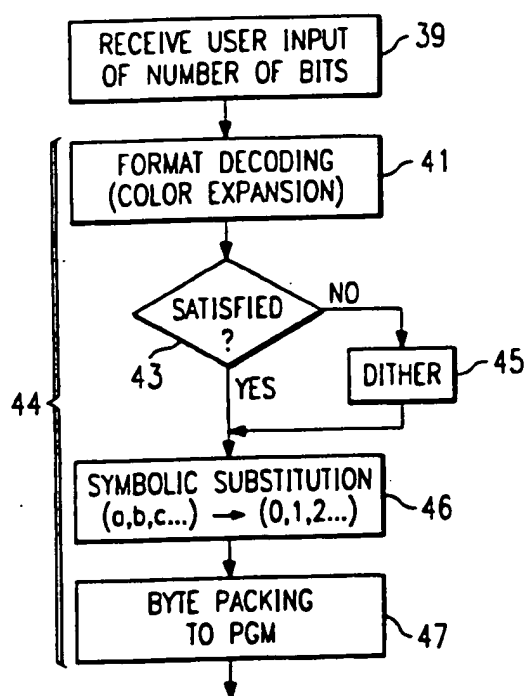 RECEIVE USER INPUT
OF NUMBER OF BITS
39
FORMAT DECODING
(COLOR EXPANSION)
41
SATISFIED
?
43
NO
YES
DITHER
45
44
SYMBOLIC SUBSTITUTION
(a,b,c...) → (0,1,2...)
46
BYTE PACKING
TO PGM
47